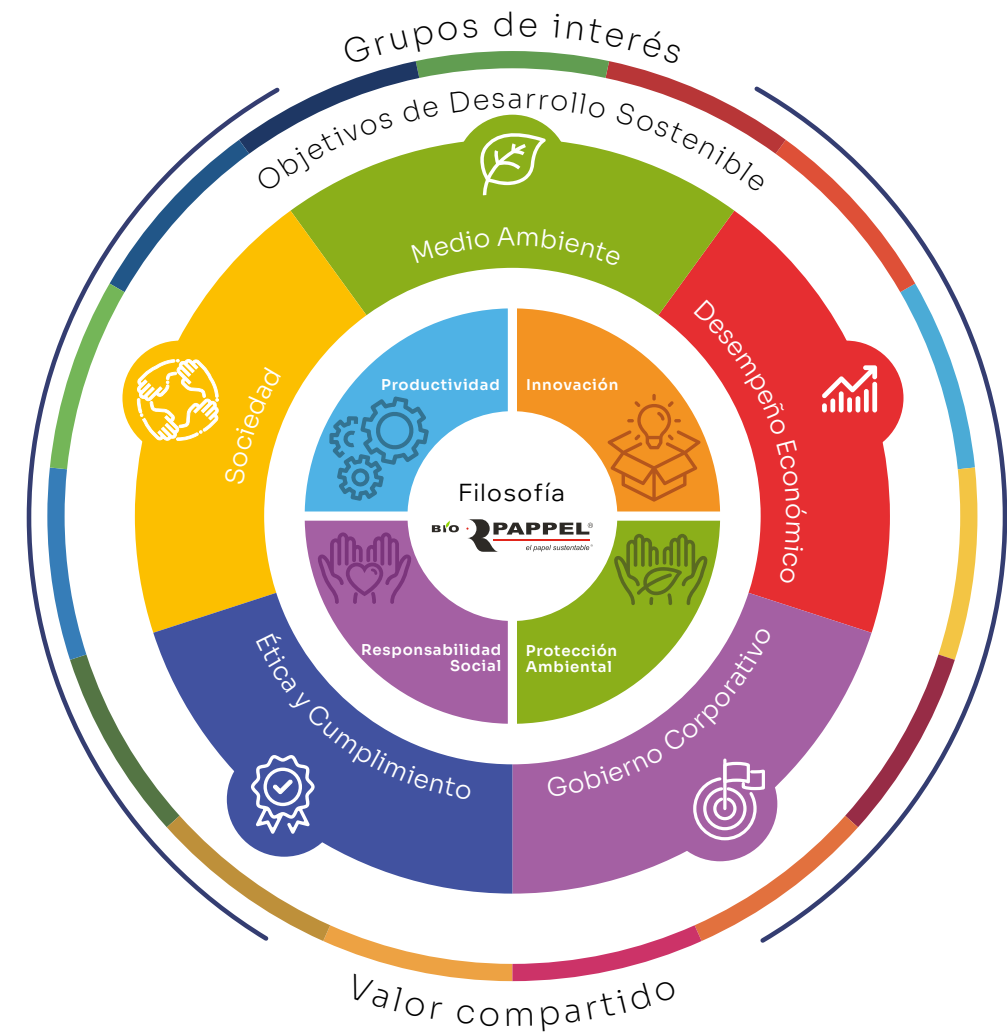 Grupos de interés
Objetivos de Desarrollo Sostenible
Medio Ambiente
Desempeño Económico
Sociedad
Productividad
Innovación
Filosofía
BIO PAPPEL®
el papel sustentable
Responsabilidad
Social
Protección
Ambiental
Ética y Cumplimiento
Gobierno Corporativo
Valor compartido